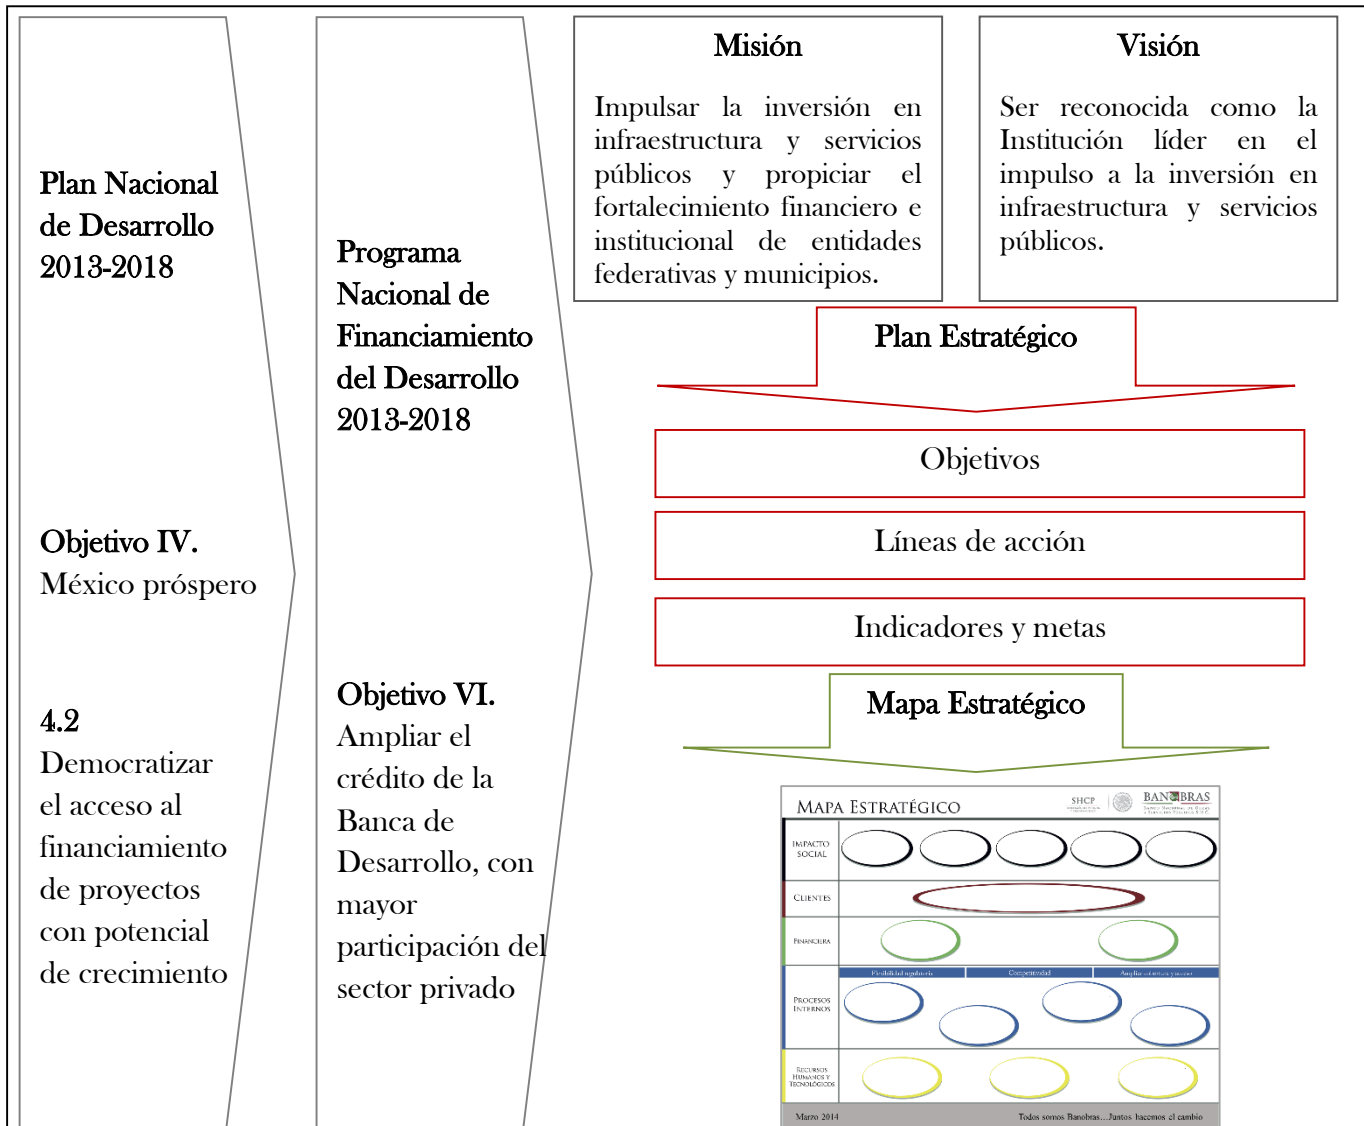 Plan Nacional
de Desarrollo
2013-2018
Objetivo IV.
México próspero
4.2
Democratizar
el acceso al
financiamiento
de proyectos
con potencial
de crecimiento
Programa
Nacional de
Financiamiento
del Desarrollo
2013-2018
Objetivo VI.
Ampliar el
crédito de la
Banca de
Desarrollo, con
mayor
participación del
sector privado
Misión
Impulsar la inversión en
infraestructura y servicios
públicos y propiciar el
fortalecimiento financiero e
institucional de entidades
federativas y municipios.
Visión
Ser reconocida como la
Institución líder en el
impulso a la inversión en
infraestructura y servicios
públicos.
Plan Estratégico
Objetivos
Líneas de acción
Indicadores y metas
Mapa Estratégico
MAPA ESTRATÉGICO
SHCP
BANOBRAS
IMPACTO
SOCIAL
CLIENTES
FINANCIERA
Competitividad
PROCESOS
INTERNOS
RECURSOS
HUMANOS Y
TECNOLÓGICOS
Marzo 2014
Todos somos Banobras...Juntos hacemos el cambio